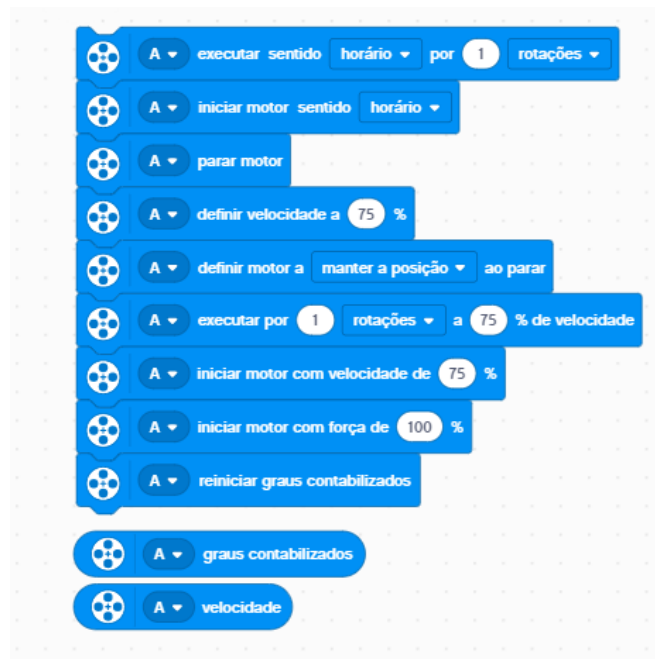 A executar sentido horário por 1 rotações
A iniciar motor sentido horário
A parar motor
A definir velocidade a 75 %
A definir motor a manter a posição ao parar
A executar por 1 rotações a 75 % de velocidade
A iniciar motor com velocidade de 75 %
A iniciar motor com força de 100 %
A reiniciar graus contabilizados
A graus contabilizados
A velocidade